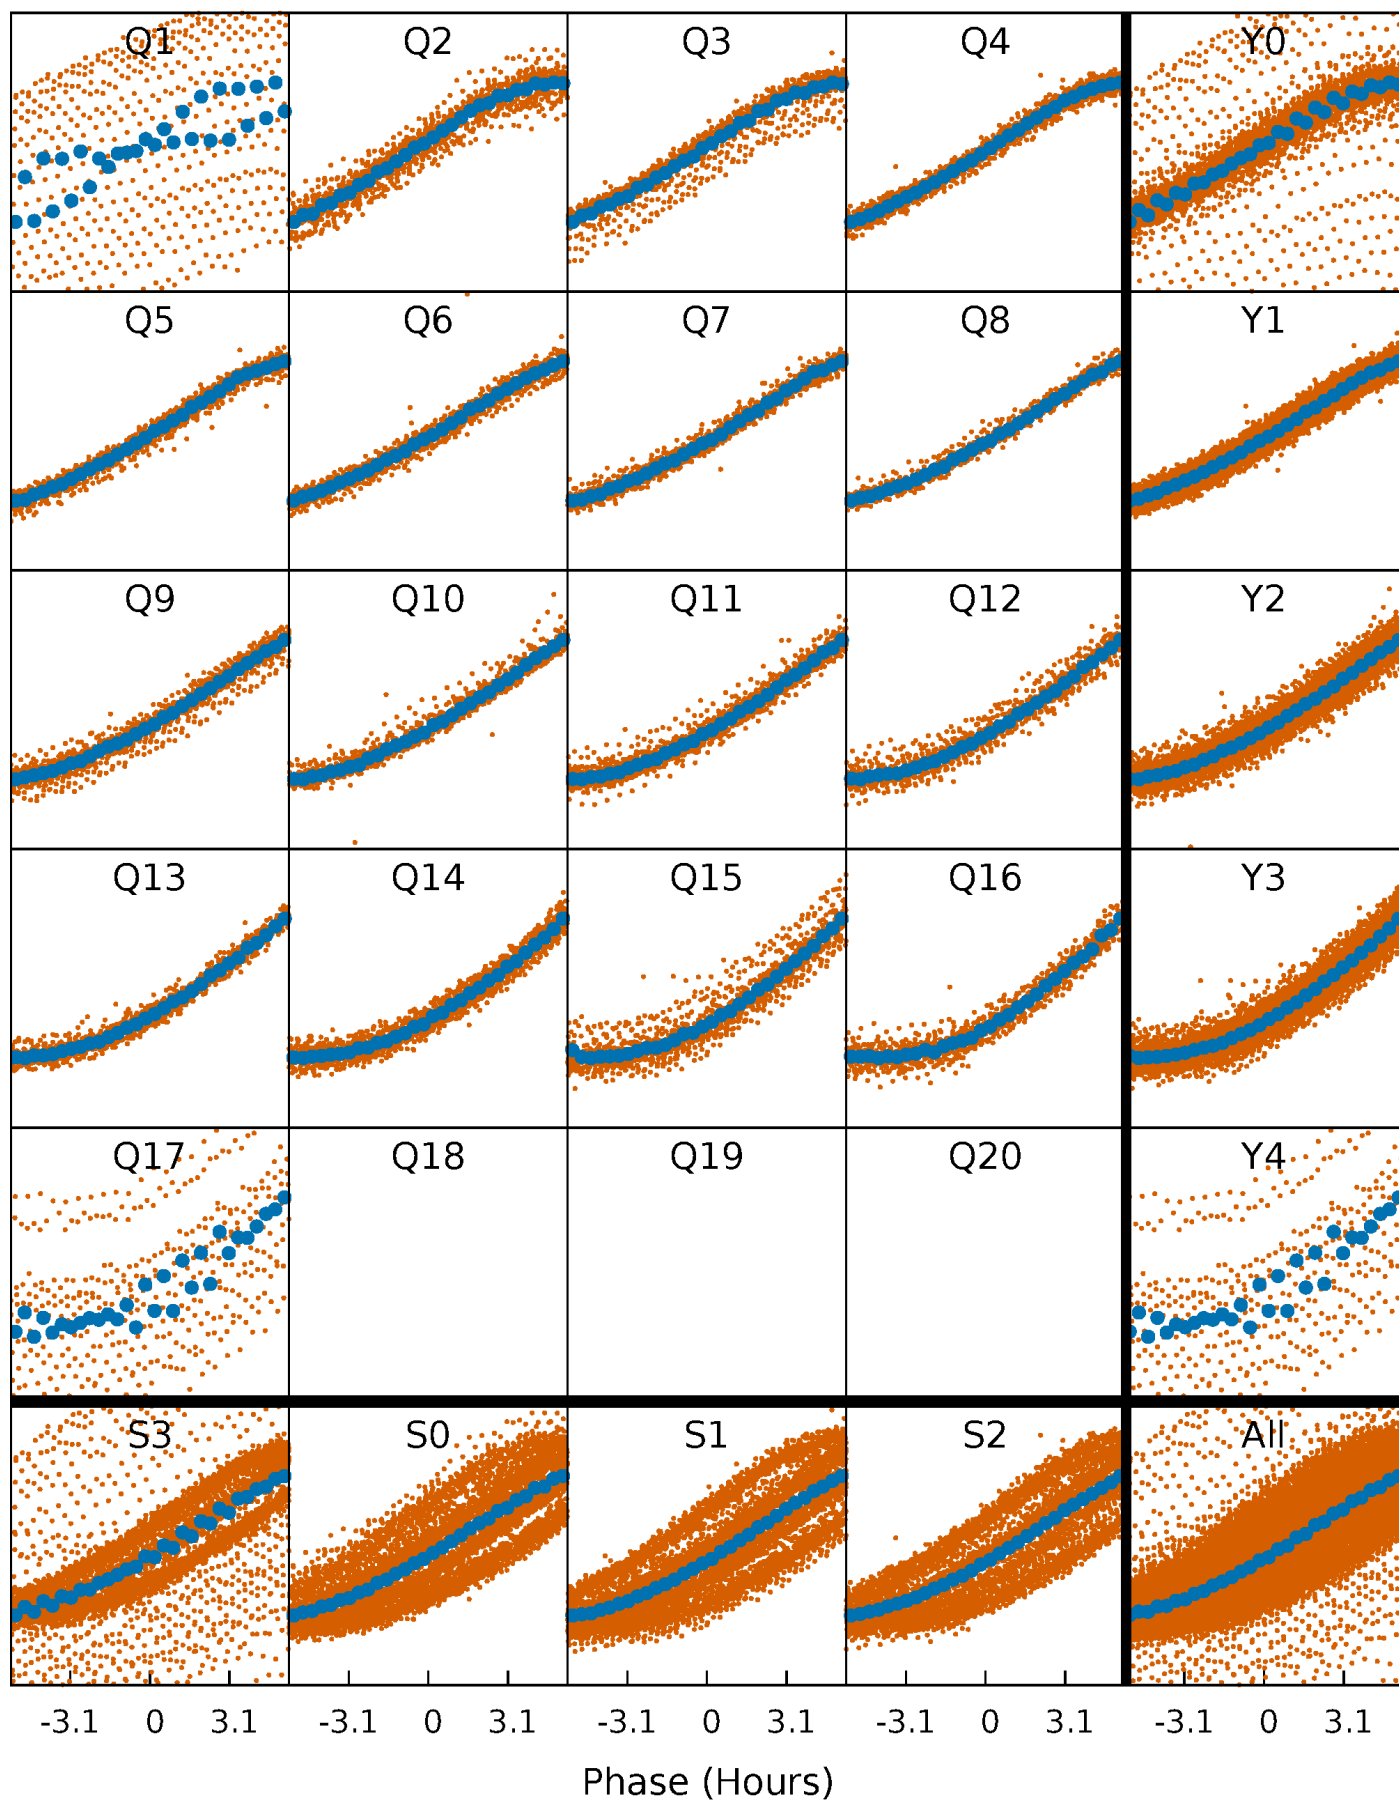 Q1 Q2 Q3 Q4 Y0
Q5 Q6 Q7 Q8 Y1
Q9 Q10 Q11 Q12 Y2
Q13 Q14 Q15 Q16 Y3
Q17 Q18 Q19 Q20 Y4
S3 S0 S1 S2 All
-3.1 0 3.1 -3.1 0 3.1 -3.1 0 3.1 -3.1 0 3.1 -3.1 0 3.1
Phase (Hours)